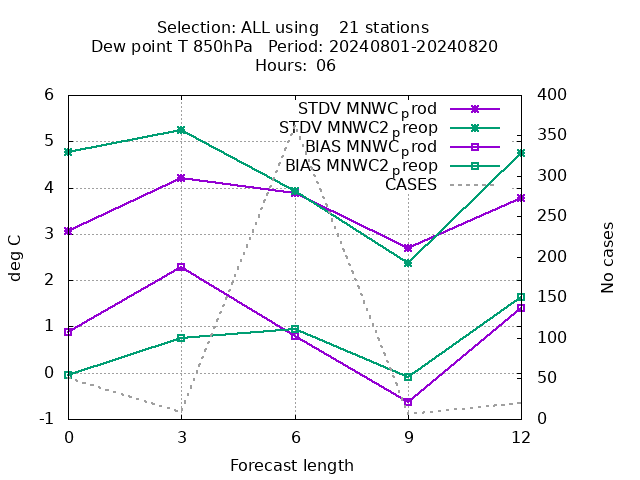 Selection: ALL using    21 stations
Dew point T 850hPa   Period: 20240801-20240820
Hours:  06
STDV MNWC_prod
STDV MNWC2_preop
BIAS MNWC_prod
BIAS MNWC2_preop
CASES
6
5
4
3
2
1
0
-1
deg C
400
350
300
250
200
150
100
50
0
No cases
0 3 6 9 12
Forecast length